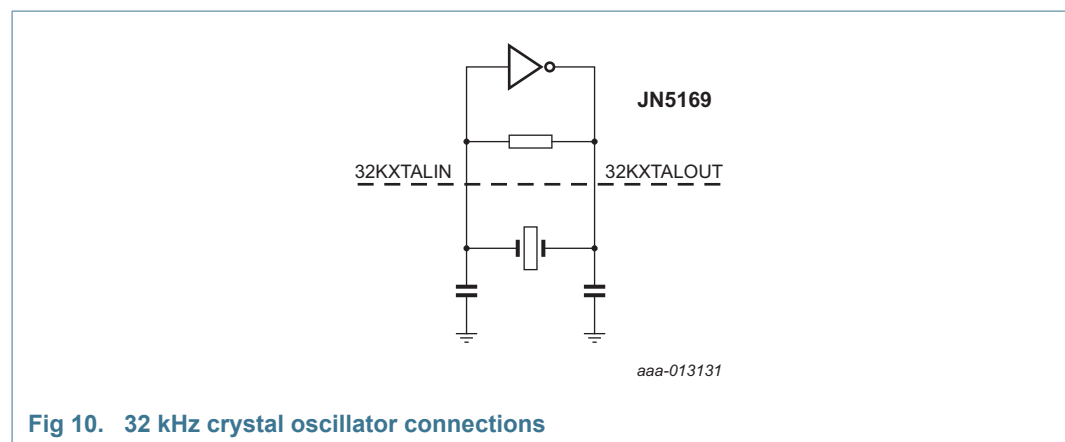 JN5169
32KXTALIN 32KXTALOUT
aaa-013131
Fig 10. 32 kHz crystal oscillator connections